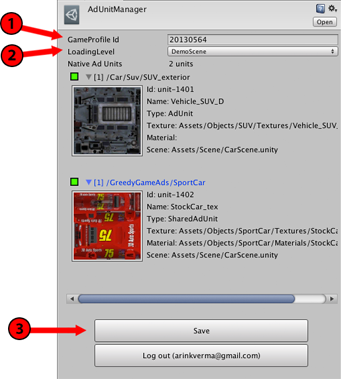 AdUnitManager
Open
1
GameProfile Id 20130564
2
LoadingLevel DemoScene
Native Ad Units 2 units
[1] /Car/Suv/SUV_exterior
Id: unit-1401
Name: Vehicle_SUV_D
Type: AdUnit
Texture: Assets/Objects/SUV/Textures/Vehicle_SUV_
Material:
Scene: Assets/Scene/CarScene.unity
[1] /GreedyGameAds/SportCar
Id: unit-1402
Name: StockCar_tex
Type: SharedAdUnit
Texture: Assets/Objects/SportCar/Textures/StockCa
Material: Assets/Objects/SportCar/Materials/StockCa
Scene: Assets/Scene/CarScene.unity
75
3
Save
Log out (arinkverma@gmail.com)